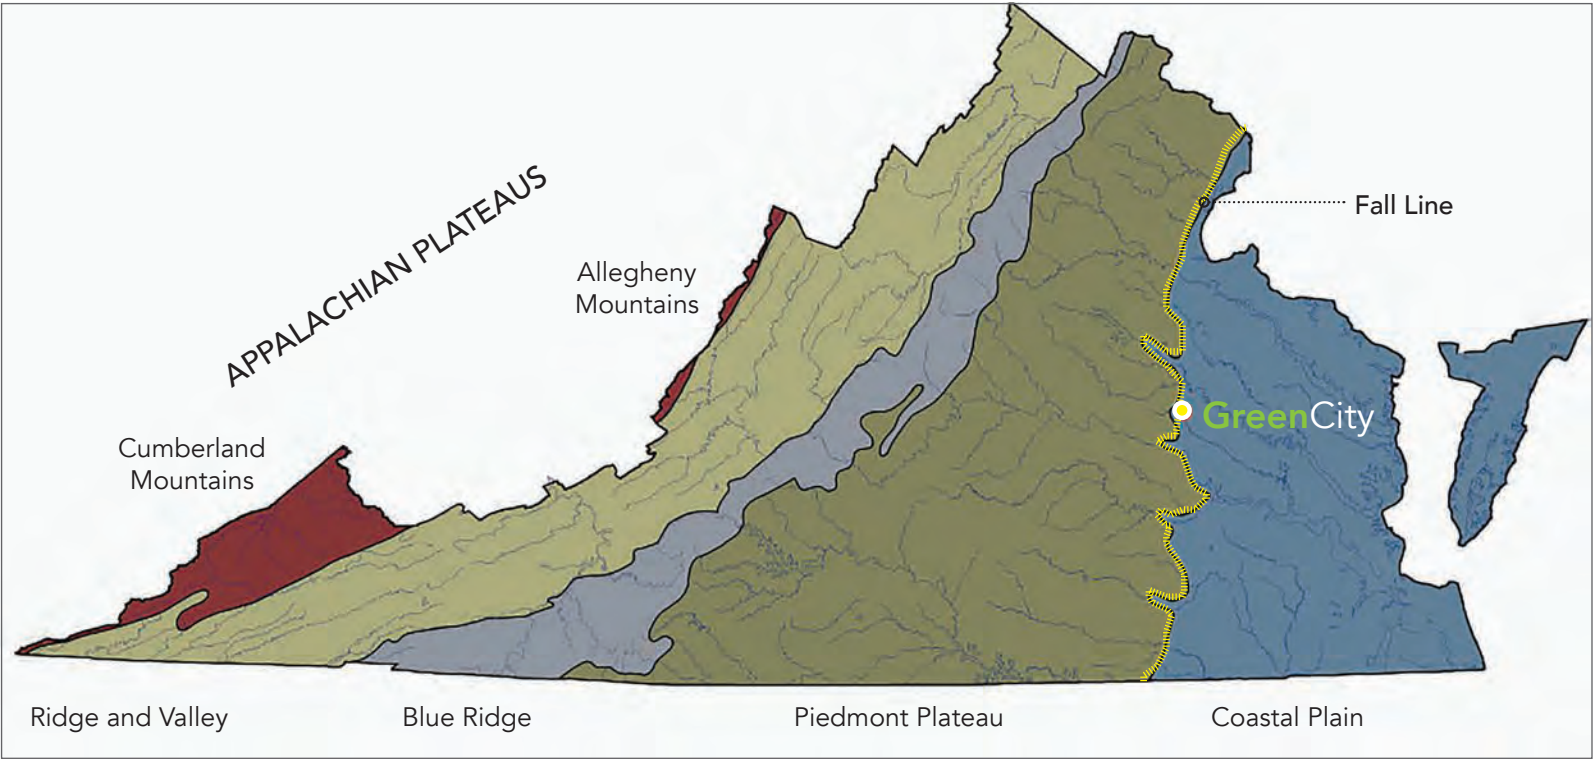 APPALACHIAN PLATEAUS
Fall Line
Allegheny
Mountains
GreenCity
Cumberland
Mountains
Ridge and Valley
Blue Ridge
Piedmont Plateau
Coastal Plain